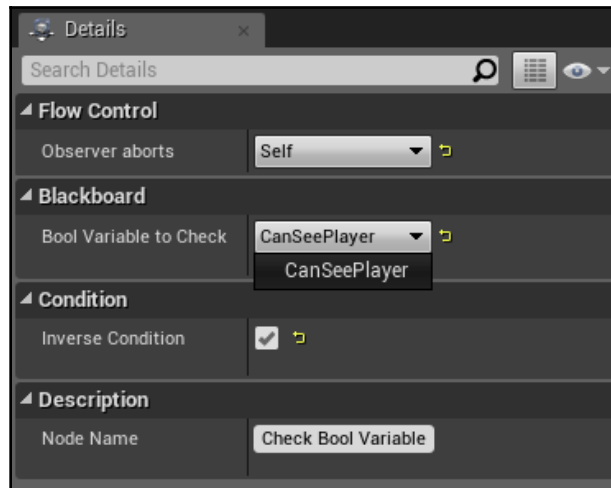 Details
Search Details
Flow Control
Observer aborts Self
Blackboard
Bool Variable to Check CanSeePlayer
CanSeePlayer
Condition
Inverse Condition
Description
Node Name Check Bool Variable